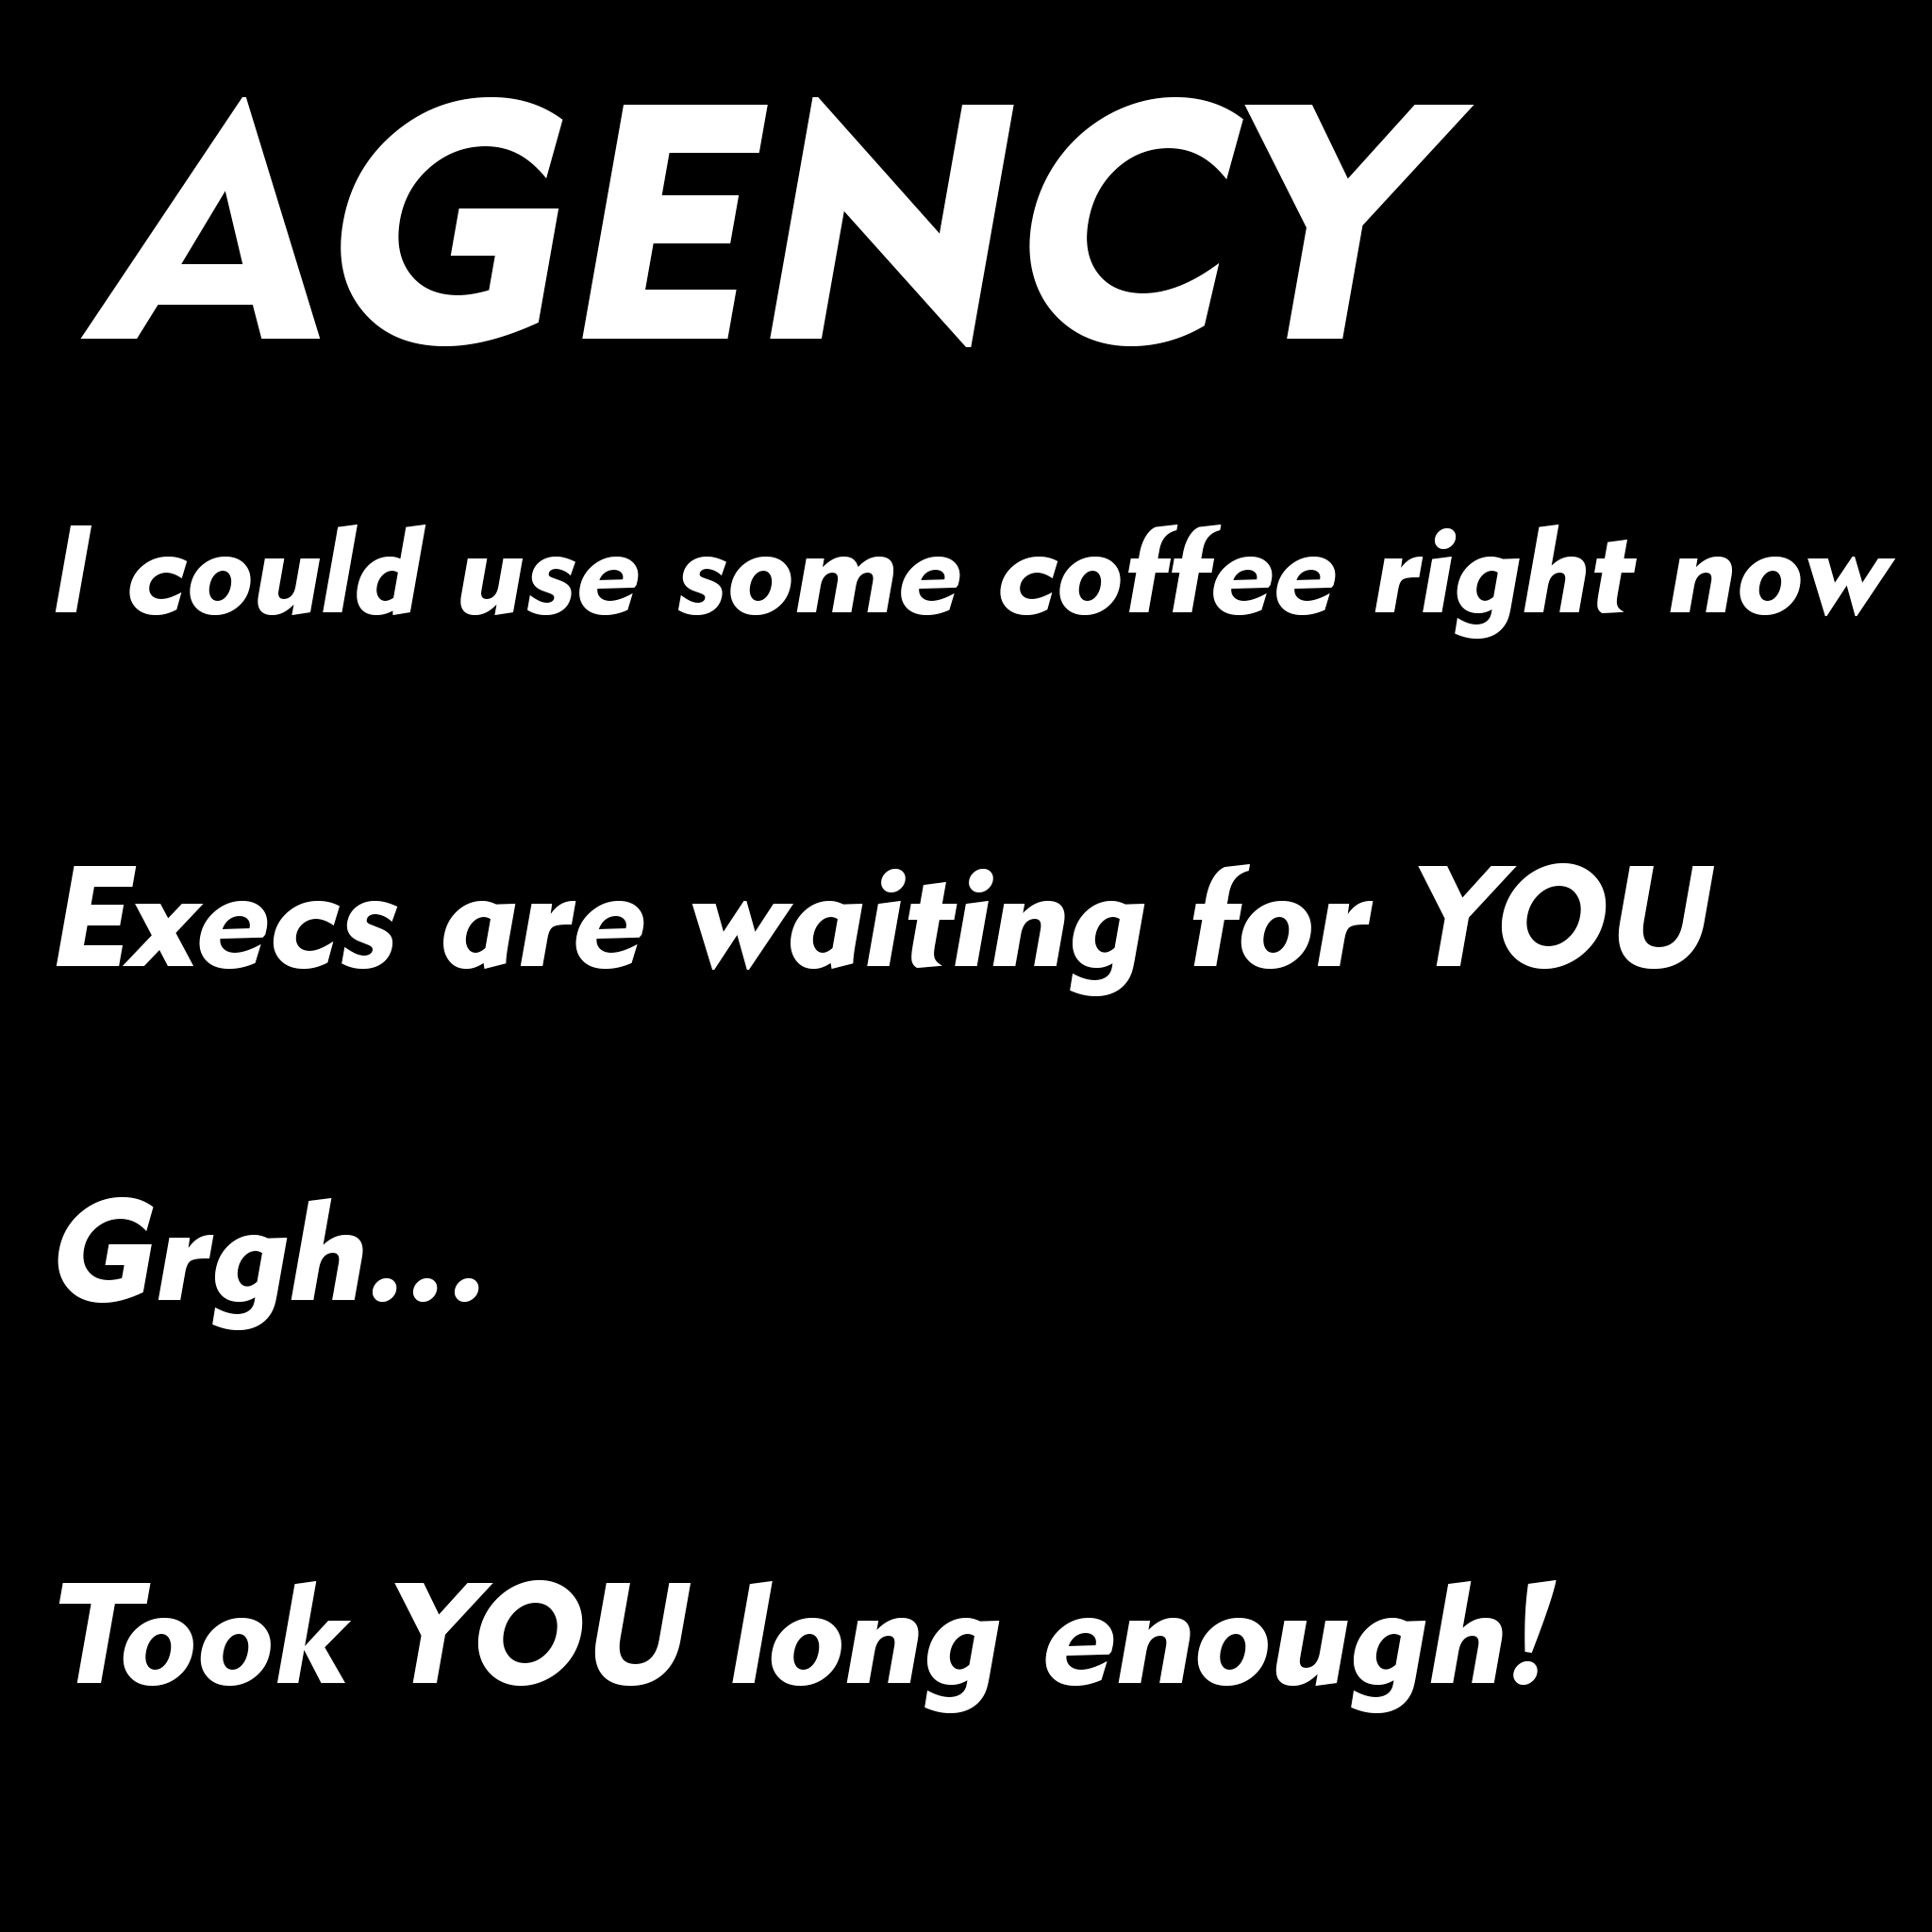 AGENCY
I could use some coffee right now
Execs are waiting for YOU
Grgh...
Took YOU long enough!